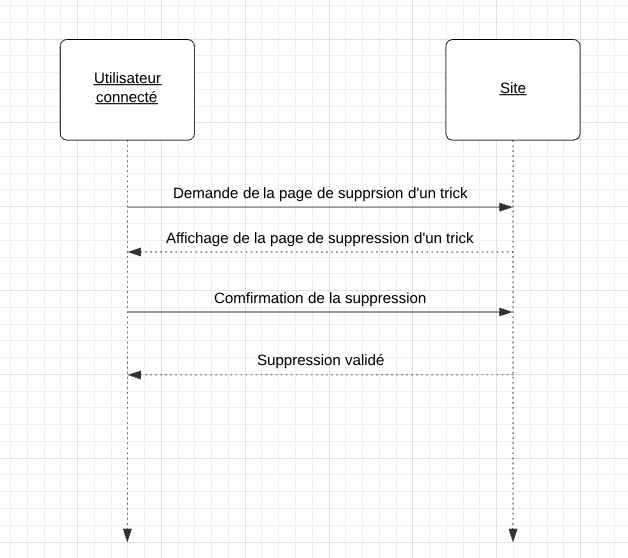 Utilisateur
connecté
Site
Demande de la page de supprsion d'un trick
Affichage de la page de suppression d'un trick
Comfirmation de la suppression
Suppression validé